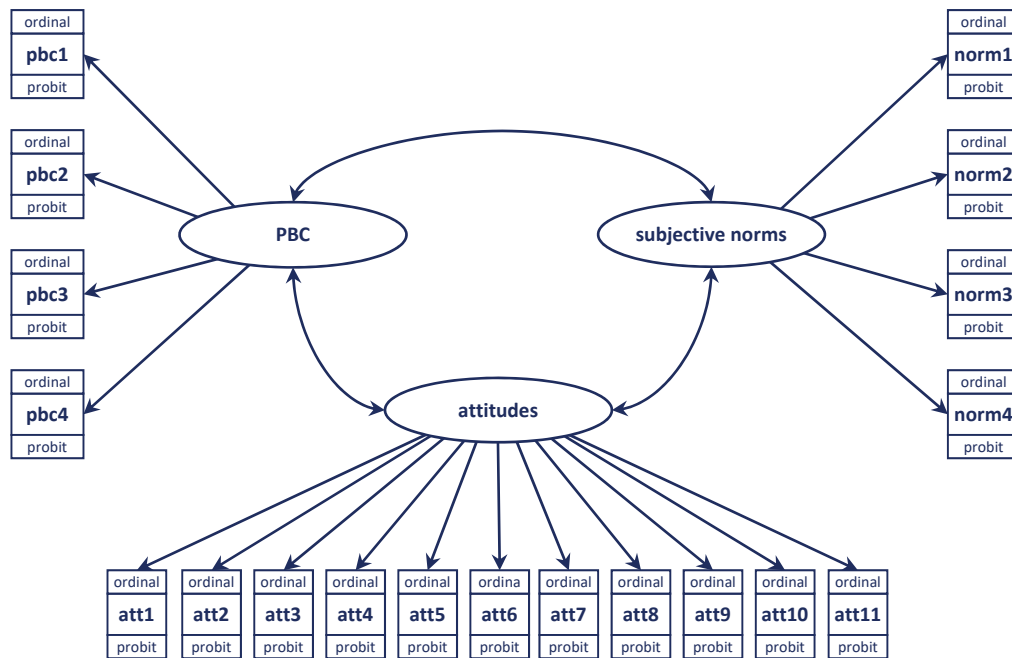 ordinal
pbc1
probit
ordinal
pbc2
probit
ordinal
pbc3
probit
ordinal
pbc4
probit
PBC
subjective norms
attitudes
ordinal
norm1
probit
ordinal
norm2
probit
ordinal
norm3
probit
ordinal
norm4
probit
ordinal
att1
probit
ordinal
att2
probit
ordinal
att3
probit
ordinal
att4
probit
ordinal
att5
probit
ordina
att6
probit
ordinal
att7
probit
ordinal
att8
probit
ordinal
att9
probit
ordinal
att10
probit
ordinal
att11
probit